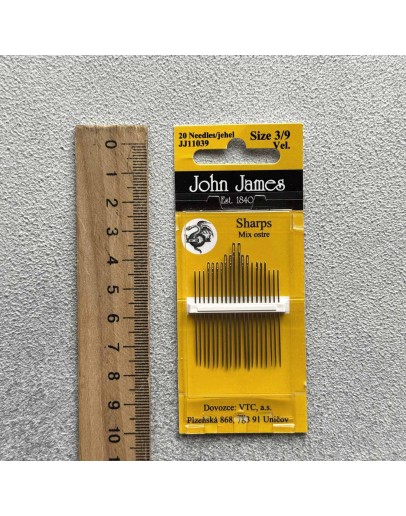 20 Needles/jehel
JJ11039
Size 3/9
Vel.
John James
Est. 1840
Sharps
Mix ostre
Dovozce: VTC, a.s.
Plzeňská 868, 783 91 Uničov
0
1
2
3
4
5
6
7
8
9
10